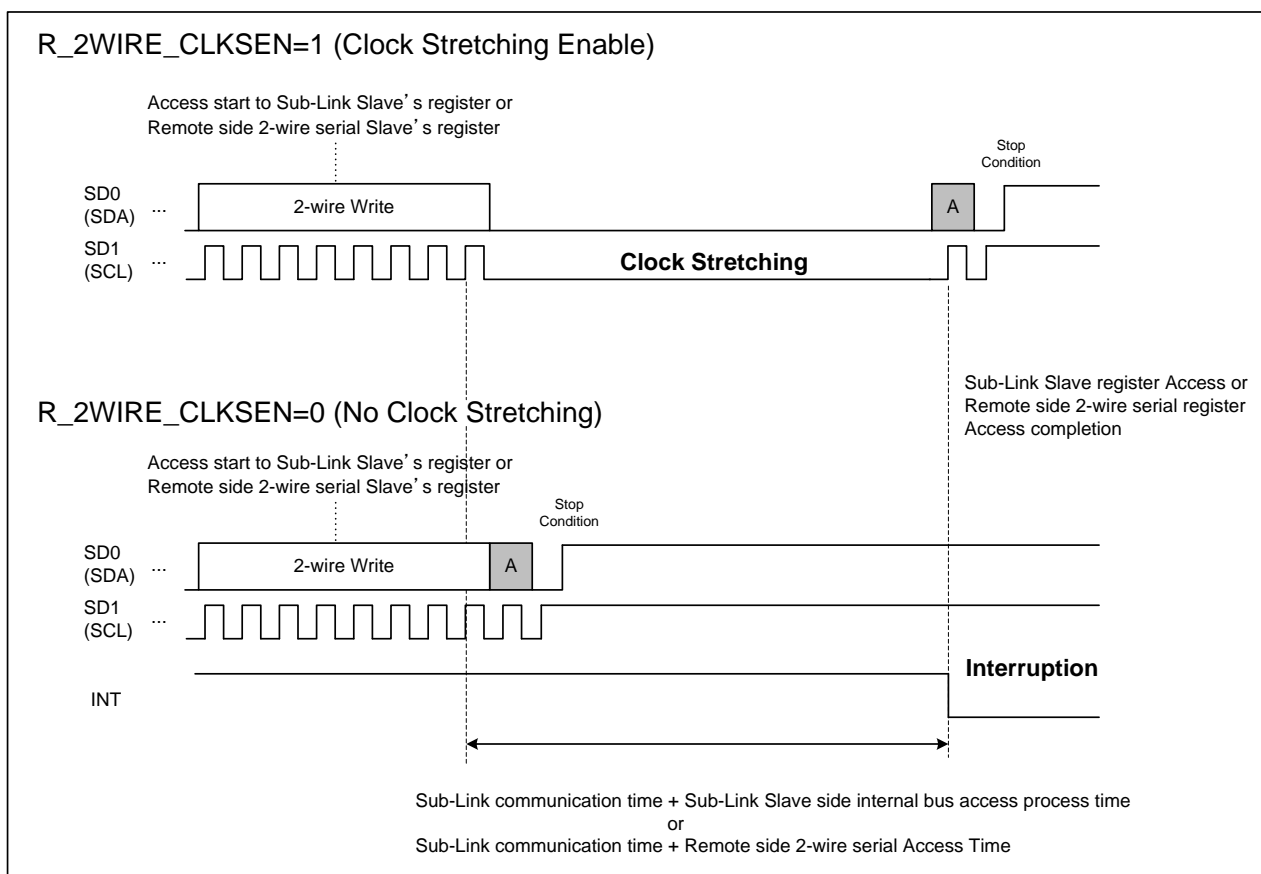 R_2WIRE_CLKSEN=1 (Clock Stretching Enable)
Access start to Sub-Link Slave’s register or
Remote side 2-wire serial Slave’s register
Stop
Condition
SD0
(SDA)
...
2-wire Write
A
SD1
(SCL)
...
Clock Stretching
Sub-Link Slave register Access or
Remote side 2-wire serial register
Access completion
R_2WIRE_CLKSEN=0 (No Clock Stretching)
Access start to Sub-Link Slave’s register or
Remote side 2-wire serial Slave’s register
Stop
Condition
SD0
(SDA)
...
2-wire Write
A
SD1
(SCL)
...
Interruption
INT
Sub-Link communication time + Sub-Link Slave side internal bus access process time
or
Sub-Link communication time + Remote side 2-wire serial Access Time